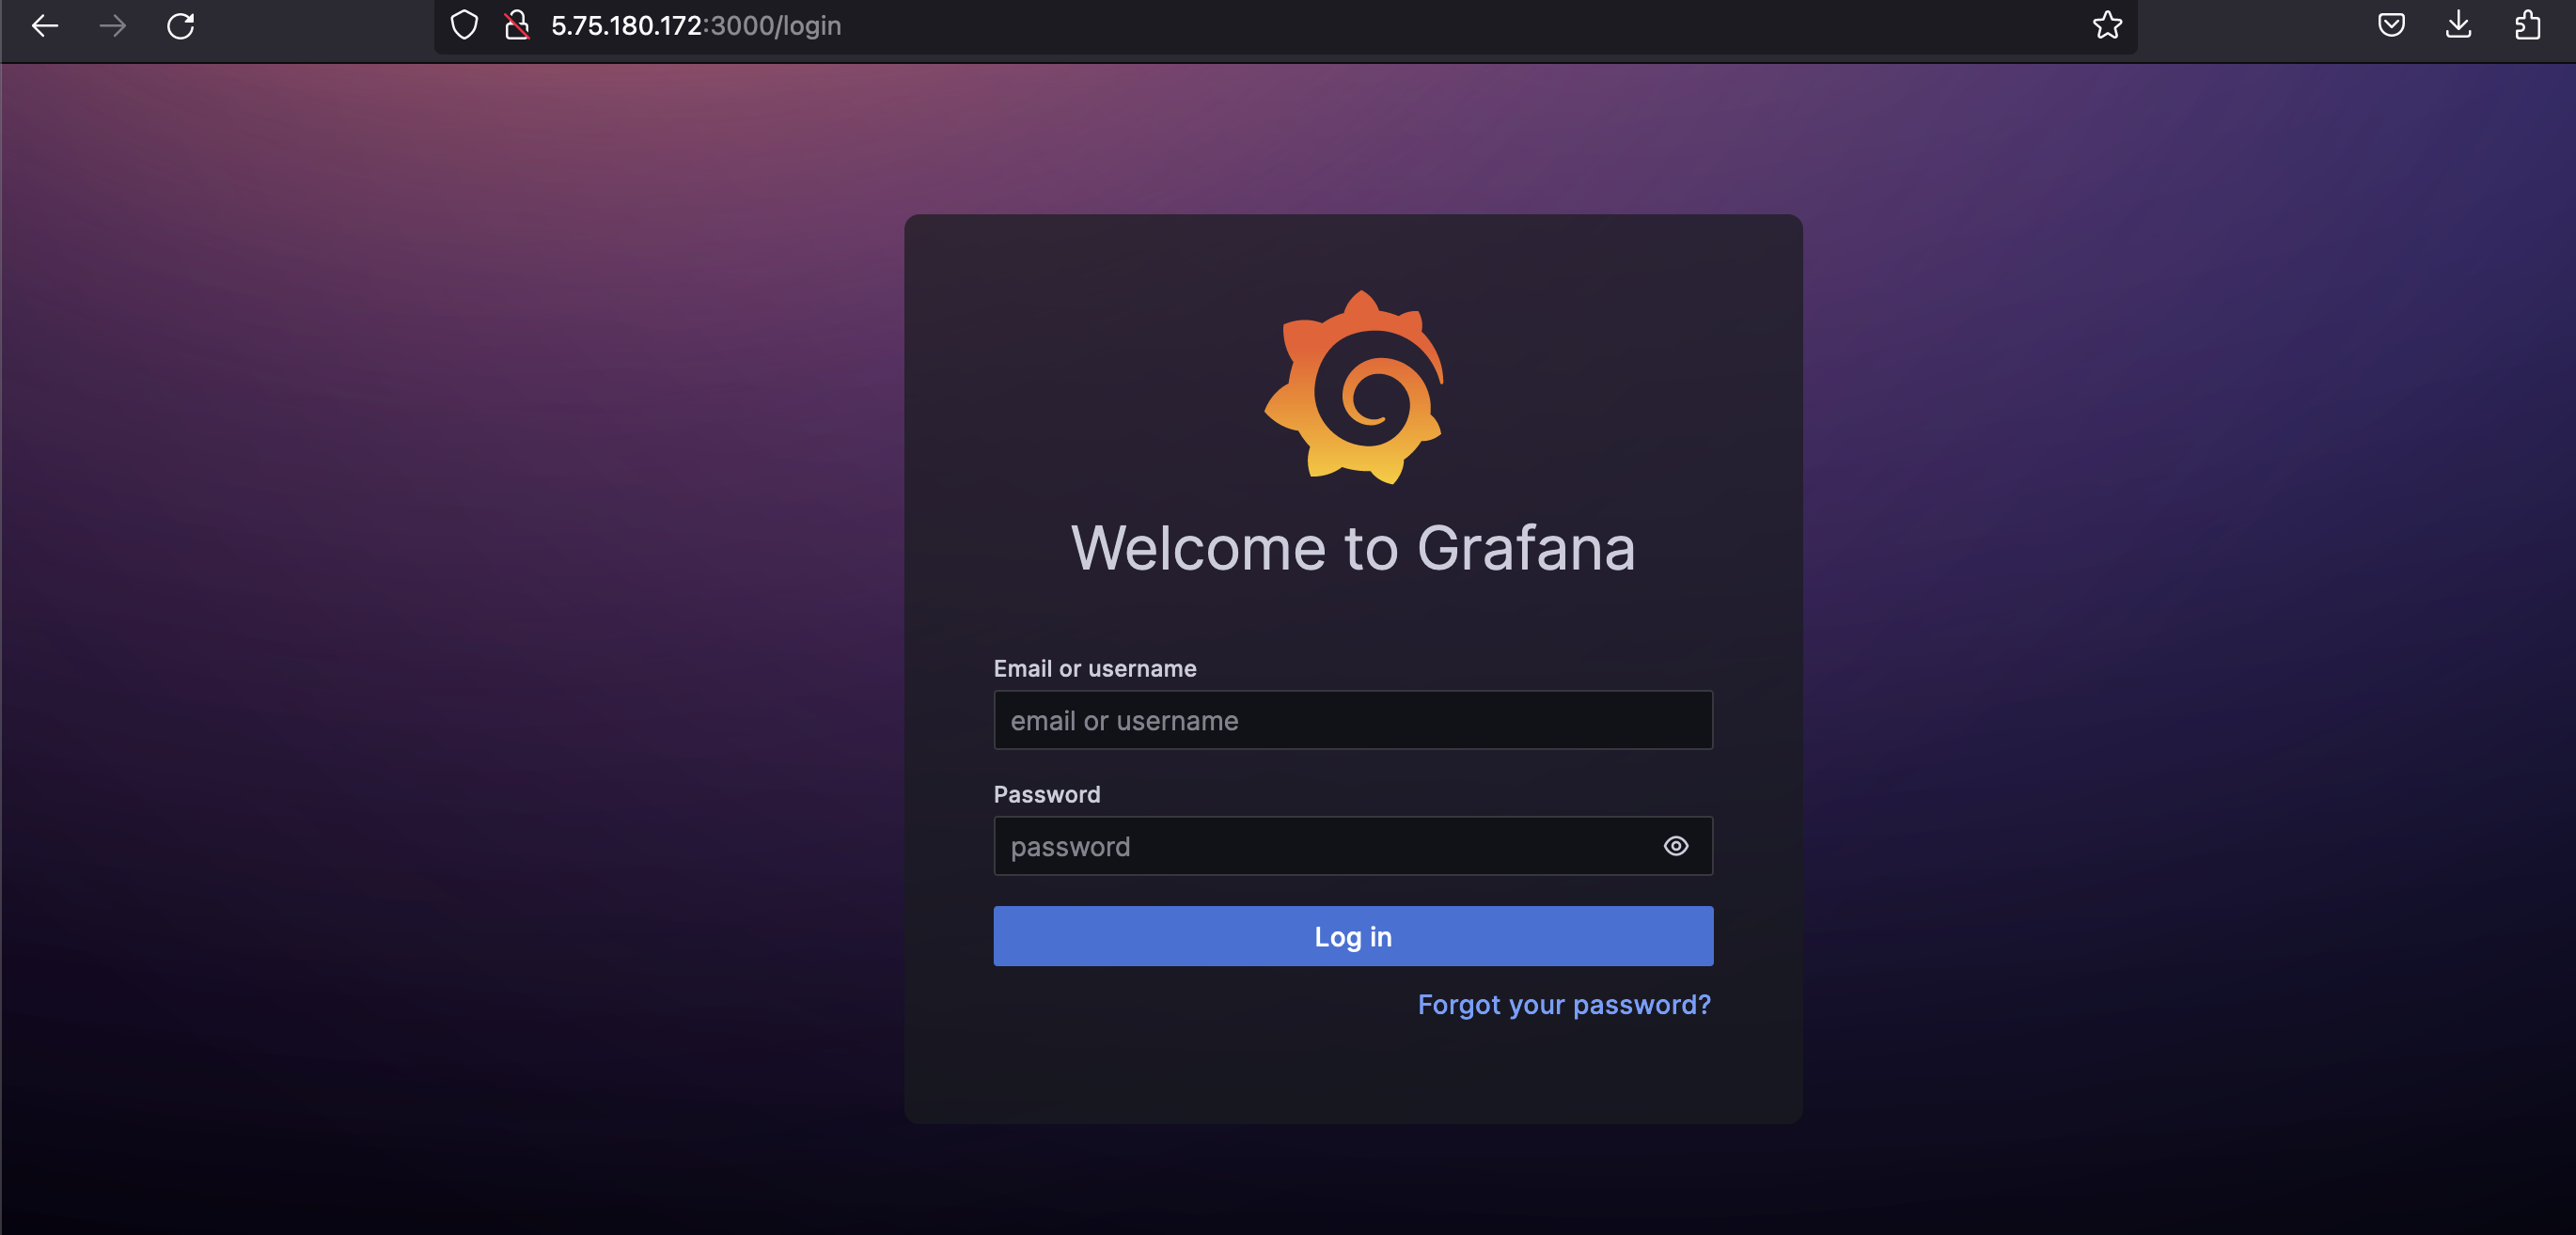 5.75.180.172:3000/login
Welcome to Grafana
Email or username
email or username
Password
password
Log in
Forgot your password?